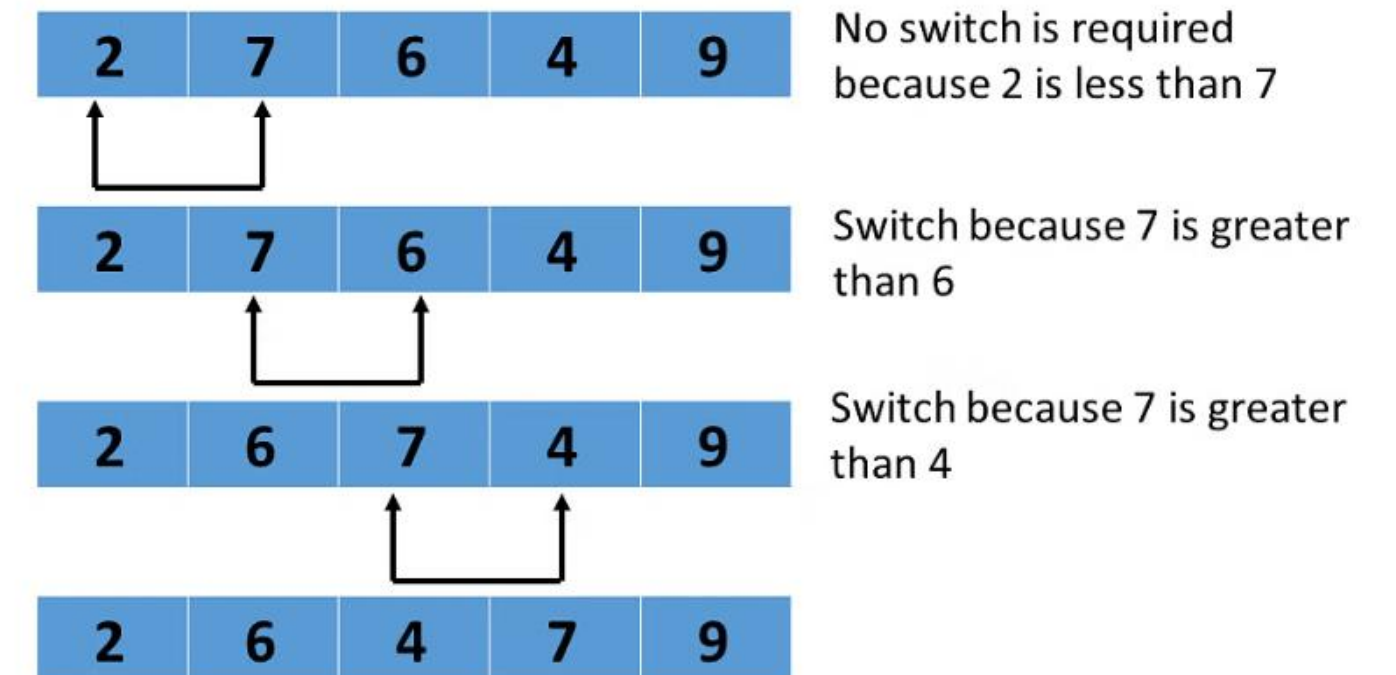 2 7 6 4 9
No switch is required
because 2 is less than 7
2 7 6 4 9
Switch because 7 is greater
than 6
2 6 7 4 9
Switch because 7 is greater
than 4
2 6 4 7 9